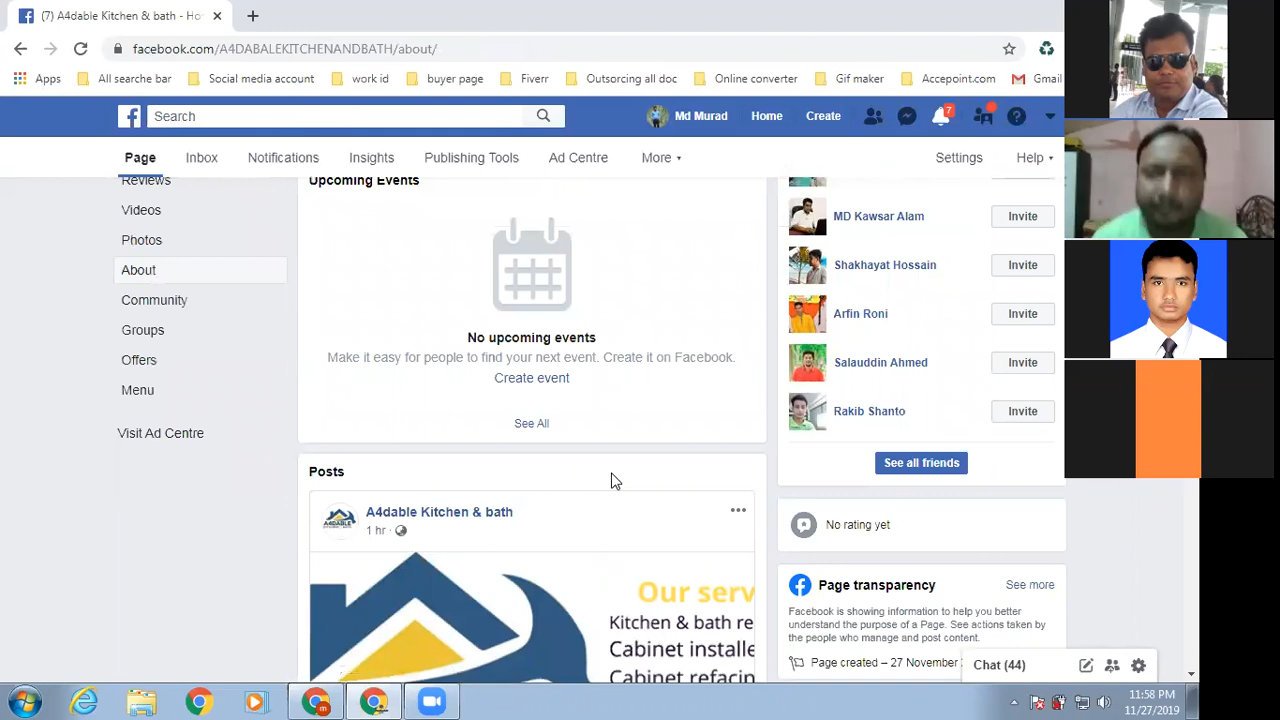 (7) A4dable Kitchen & bath - Ho
facebook.com/A4DABALEKITCHENANDBATH/about/
Apps
All searche bar
Social media account
work id
buyer page
Fiverr
Outsorcing all doc
Online converter
Gif maker
Accepoint.com
Gmail
Search
Md Murad
Home
Create
7
Page
Inbox
Notifications
Insights
Publishing Tools
Ad Centre
More
Settings
Help
Reviews
Videos
Photos
About
Community
Groups
Offers
Menu
Visit Ad Centre
Upcoming Events
No upcoming events
Make it easy for people to find your next event. Create it on Facebook.
Create event
See All
Posts
A4dable Kitchen & bath
1 hr
A4DABLE
Our serv
Kitchen & bath re
Cabinet installe
Cabinet refacin
MD Kawsar Alam
Invite
Shakhayat Hossain
Invite
Arfin Roni
Invite
Salauddin Ahmed
Invite
Rakib Shanto
Invite
See all friends
No rating yet
Page transparency
See more
Facebook is showing information to help you better
understand the purpose of a Page. See actions taken by
the people who manage and post content.
Page created – 27 November
Chat (44)
11:58 PM
11/27/2019